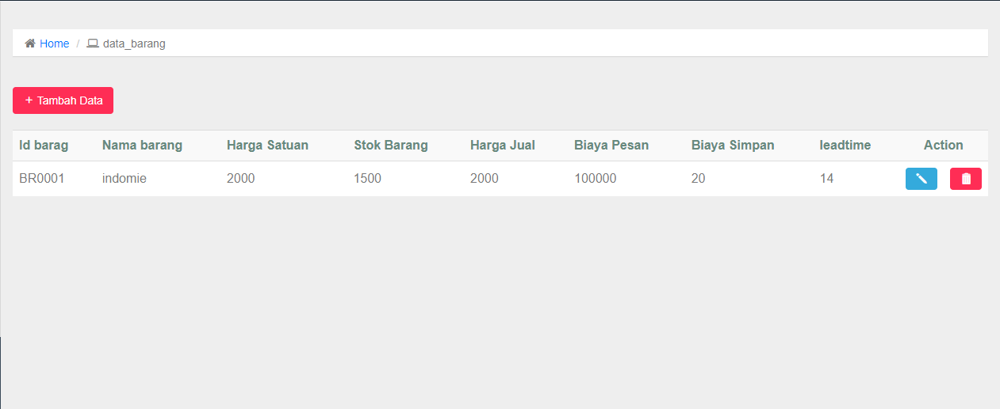 Home / data_barang
+ Tambah Data
Id barag Nama barang Harga Satuan Stok Barang Harga Jual Biaya Pesan Biaya Simpan leadtime Action
BR0001 indomie 2000 1500 2000 100000 20 14